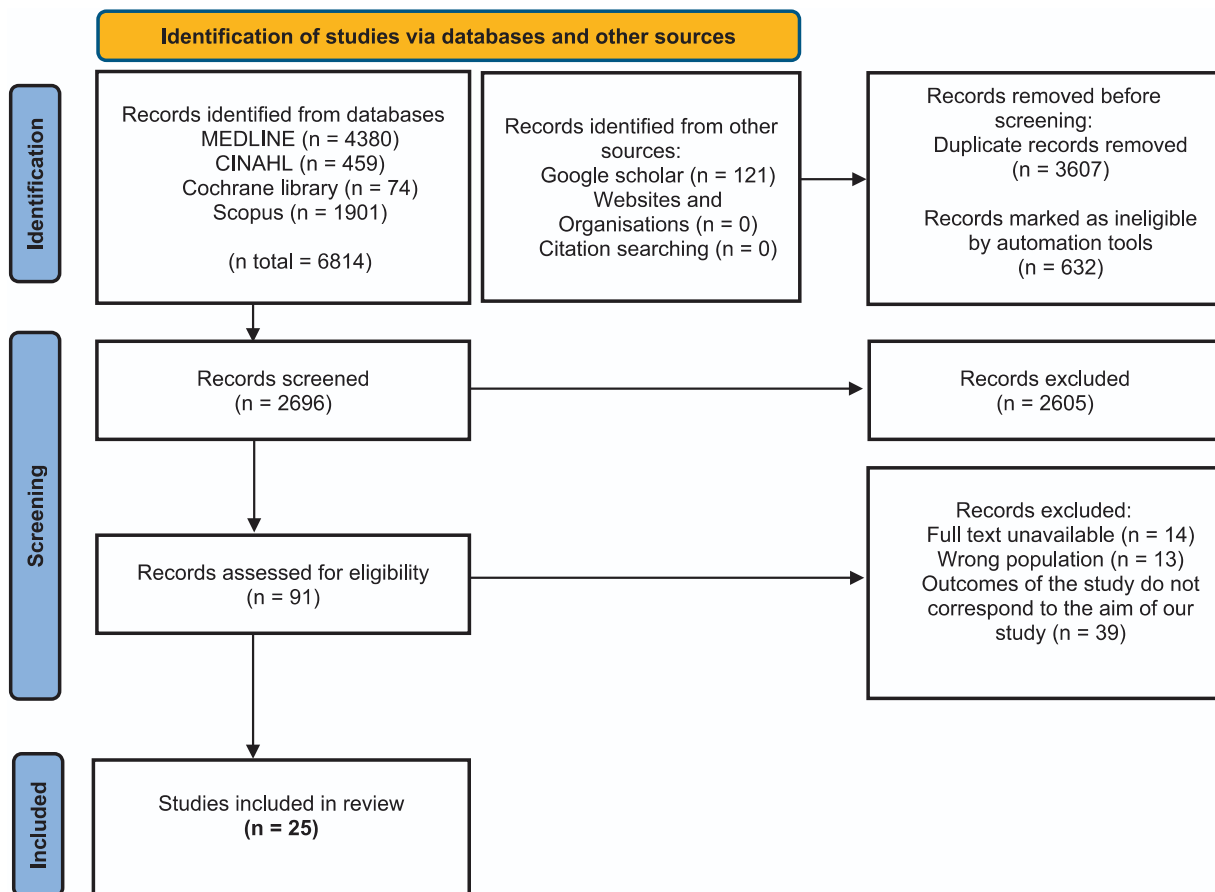 Identification of studies via databases and other sources
Identification
Records identified from databases
MEDLINE (n = 4380)
CINAHL (n = 459)
Cochrane library (n = 74)
Scopus (n = 1901)
(n total = 6814)
Records identified from other
sources:
Google scholar (n = 121)
Websites and
Organisations (n = 0)
Citation searching (n = 0)
Records removed before
screening:
Duplicate records removed
(n = 3607)
Records marked as ineligible
by automation tools
(n = 632)
Screening
Records screened
(n = 2696)
Records excluded
(n = 2605)
Records assessed for eligibility
(n = 91)
Records excluded:
Full text unavailable (n = 14)
Wrong population (n = 13)
Outcomes of the study do not
correspond to the aim of our
study (n = 39)
Included
Studies included in review
(n = 25)